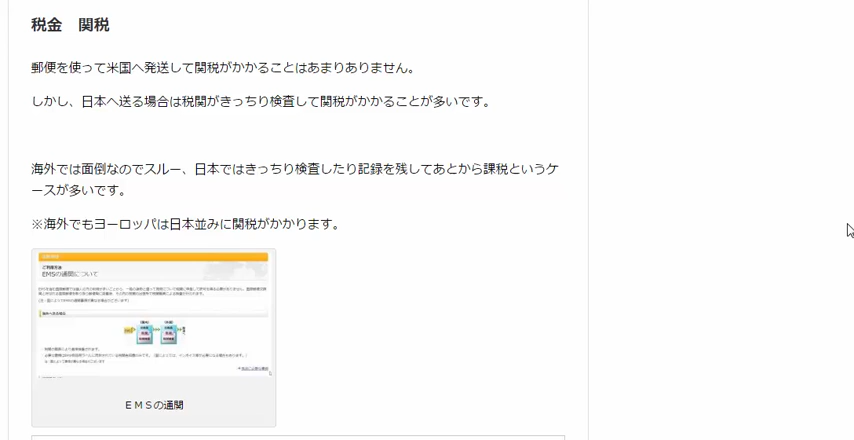 税金　関税
郵便を使って米国へ発送して関税がかかることはあまりありません。
しかし、日本へ送る場合は税関がきっちり検査して関税がかかることが多いです。
海外では面倒なのでスルー、日本ではきっちり検査したり記録を残してあとから課税というケ
ースが多いです。
※海外でもヨーロッパは日本並みに関税がかかります。
ご利用方法
EMSの通関について
ＥＭＳの通関